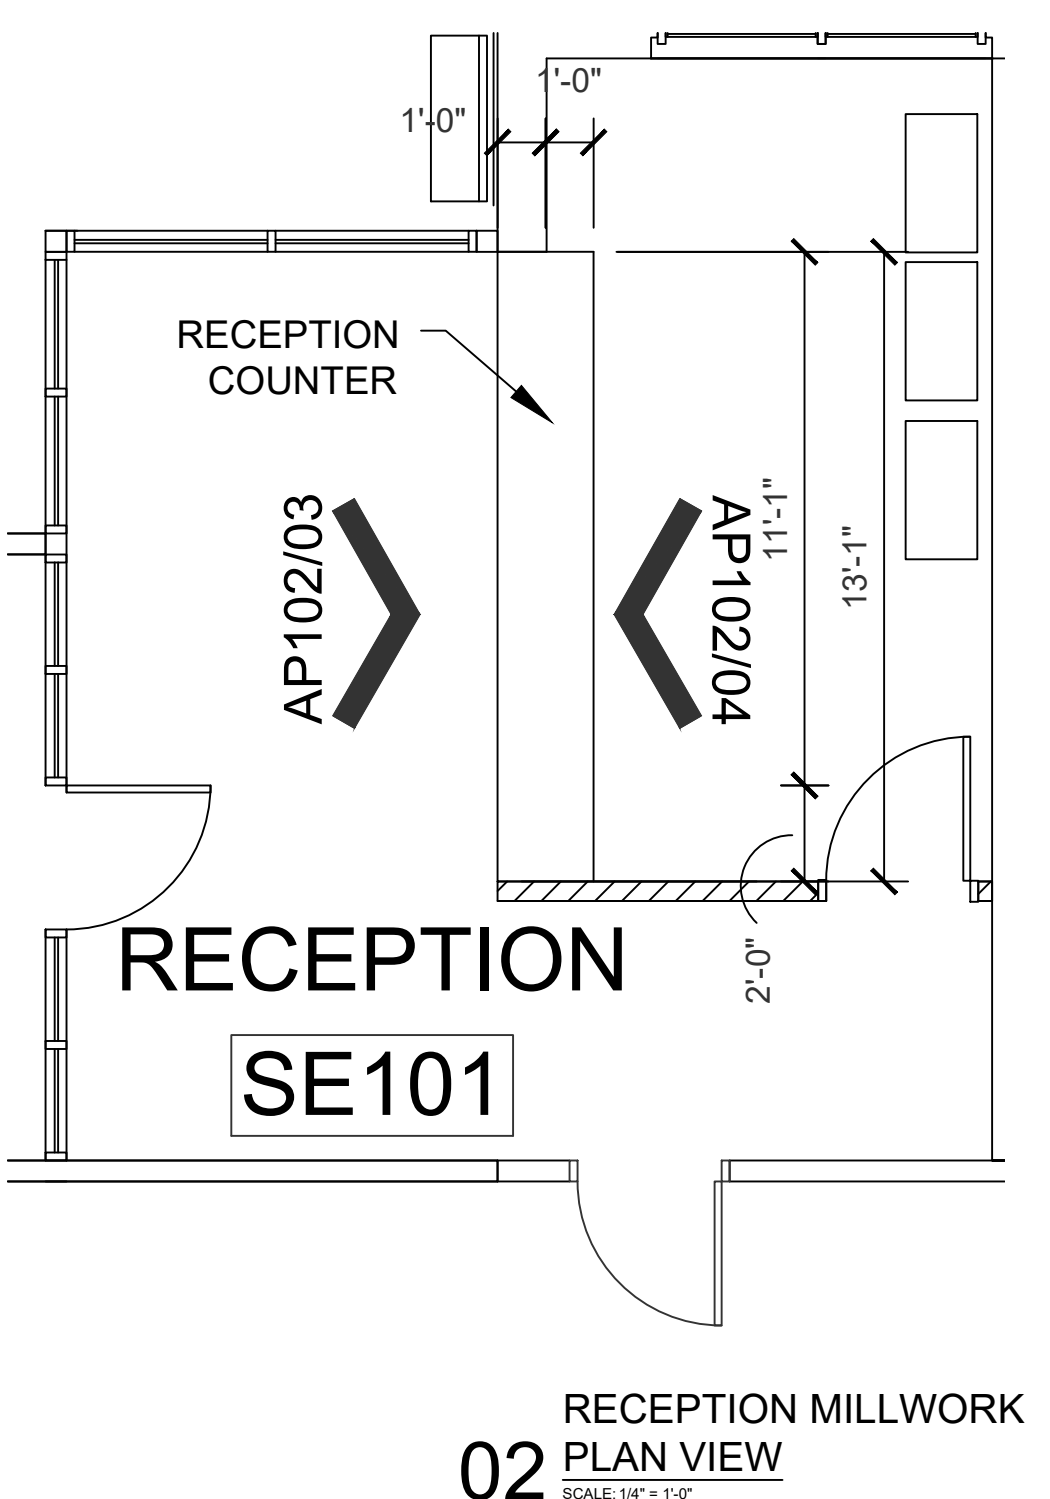 1'-0"
1'-0"
RECEPTION
COUNTER
AP102/03
AP102/04
11'-1"
13'-1"
2'-0"
RECEPTION
SE101
02
RECEPTION MILLWORK
PLAN VIEW
SCALE: 1/4" = 1'-0"